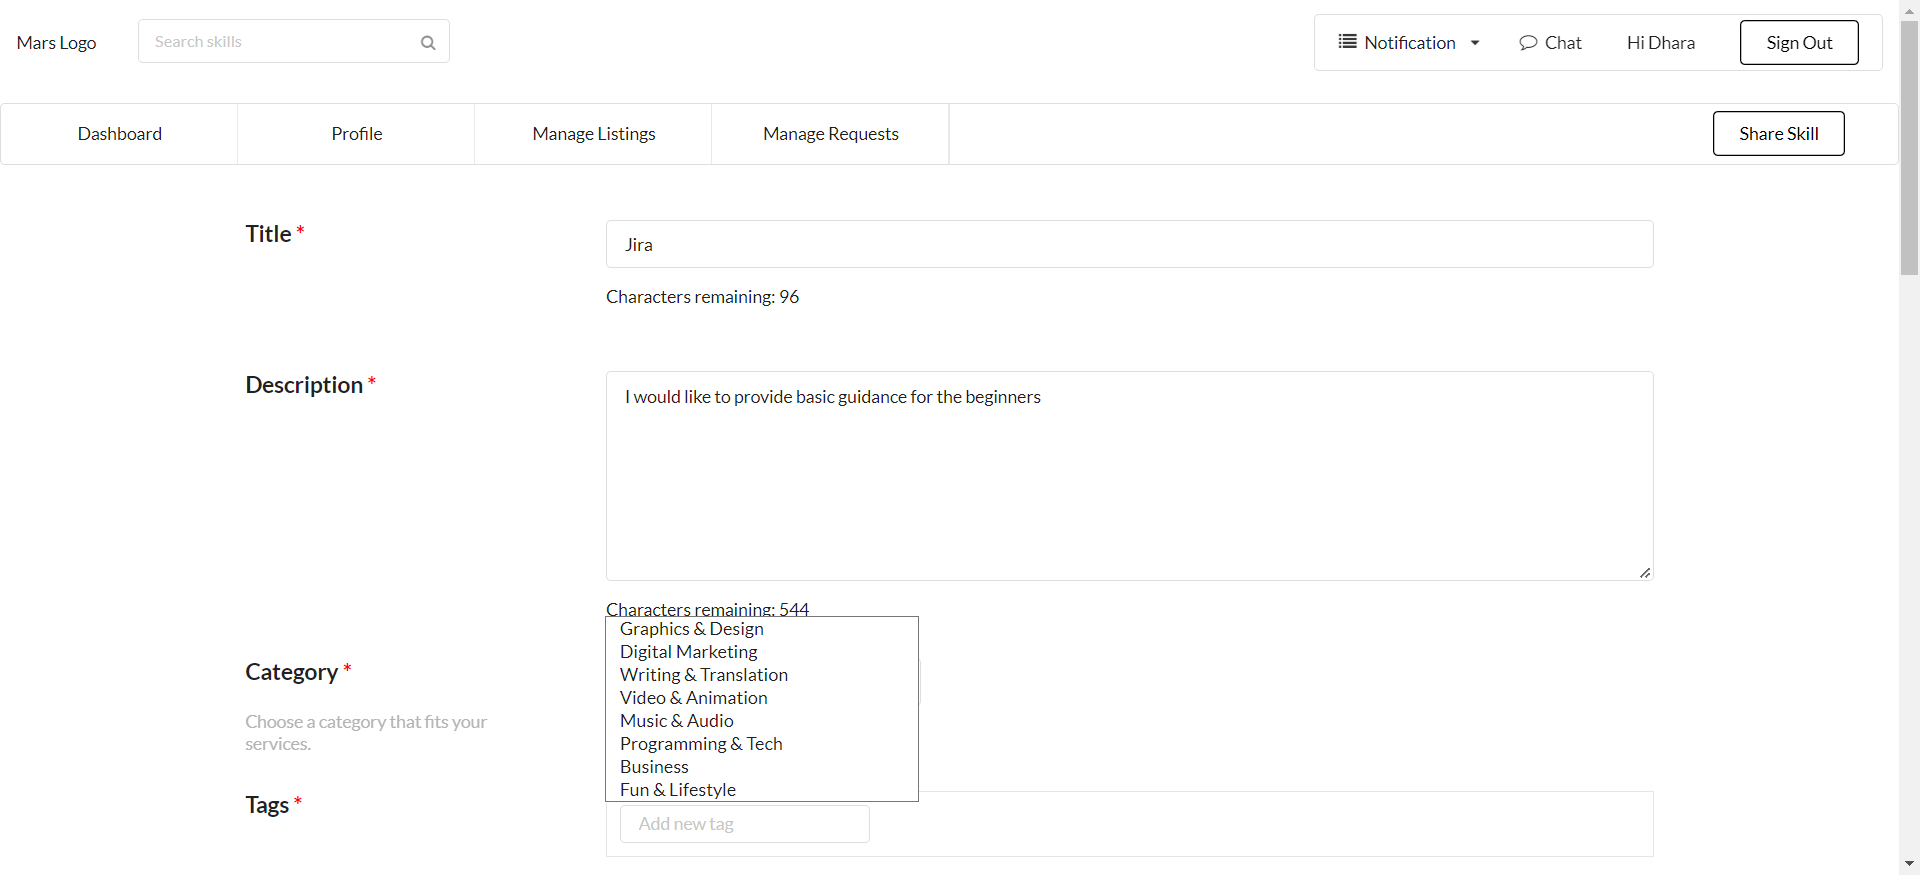 Mars Logo
Search skills
Notification
Chat
Hi Dhara
Sign Out
Dashboard
Profile
Manage Listings
Manage Requests
Share Skill
Title *
Jira
Characters remaining: 96
Description *
I would like to provide basic guidance for the beginners
Characters remaining: 544
Category *
Choose a category that fits your
services.
Graphics & Design
Digital Marketing
Writing & Translation
Video & Animation
Music & Audio
Programming & Tech
Business
Fun & Lifestyle
Tags *
Add new tag